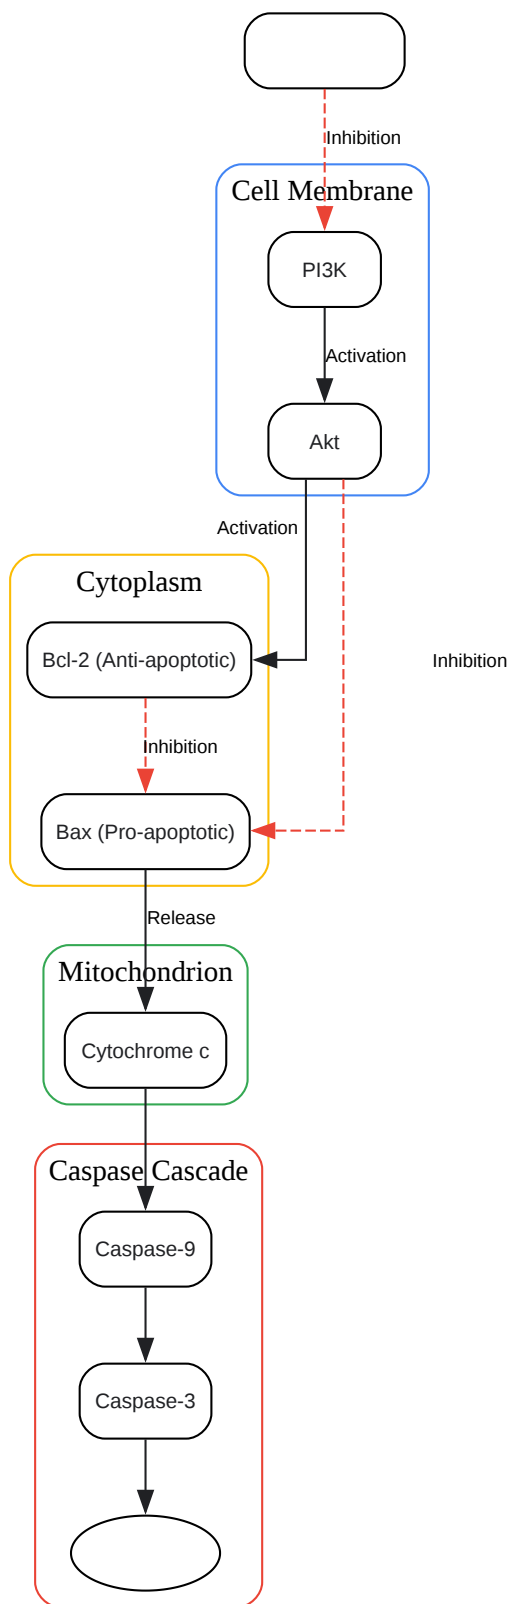 Inhibition
Cell Membrane
PI3K
Activation
Akt
Activation
Cytoplasm
Bcl-2 (Anti-apoptotic)
Inhibition
Inhibition
Bax (Pro-apoptotic)
Release
Mitochondrion
Cytochrome c
Caspase Cascade
Caspase-9
Caspase-3